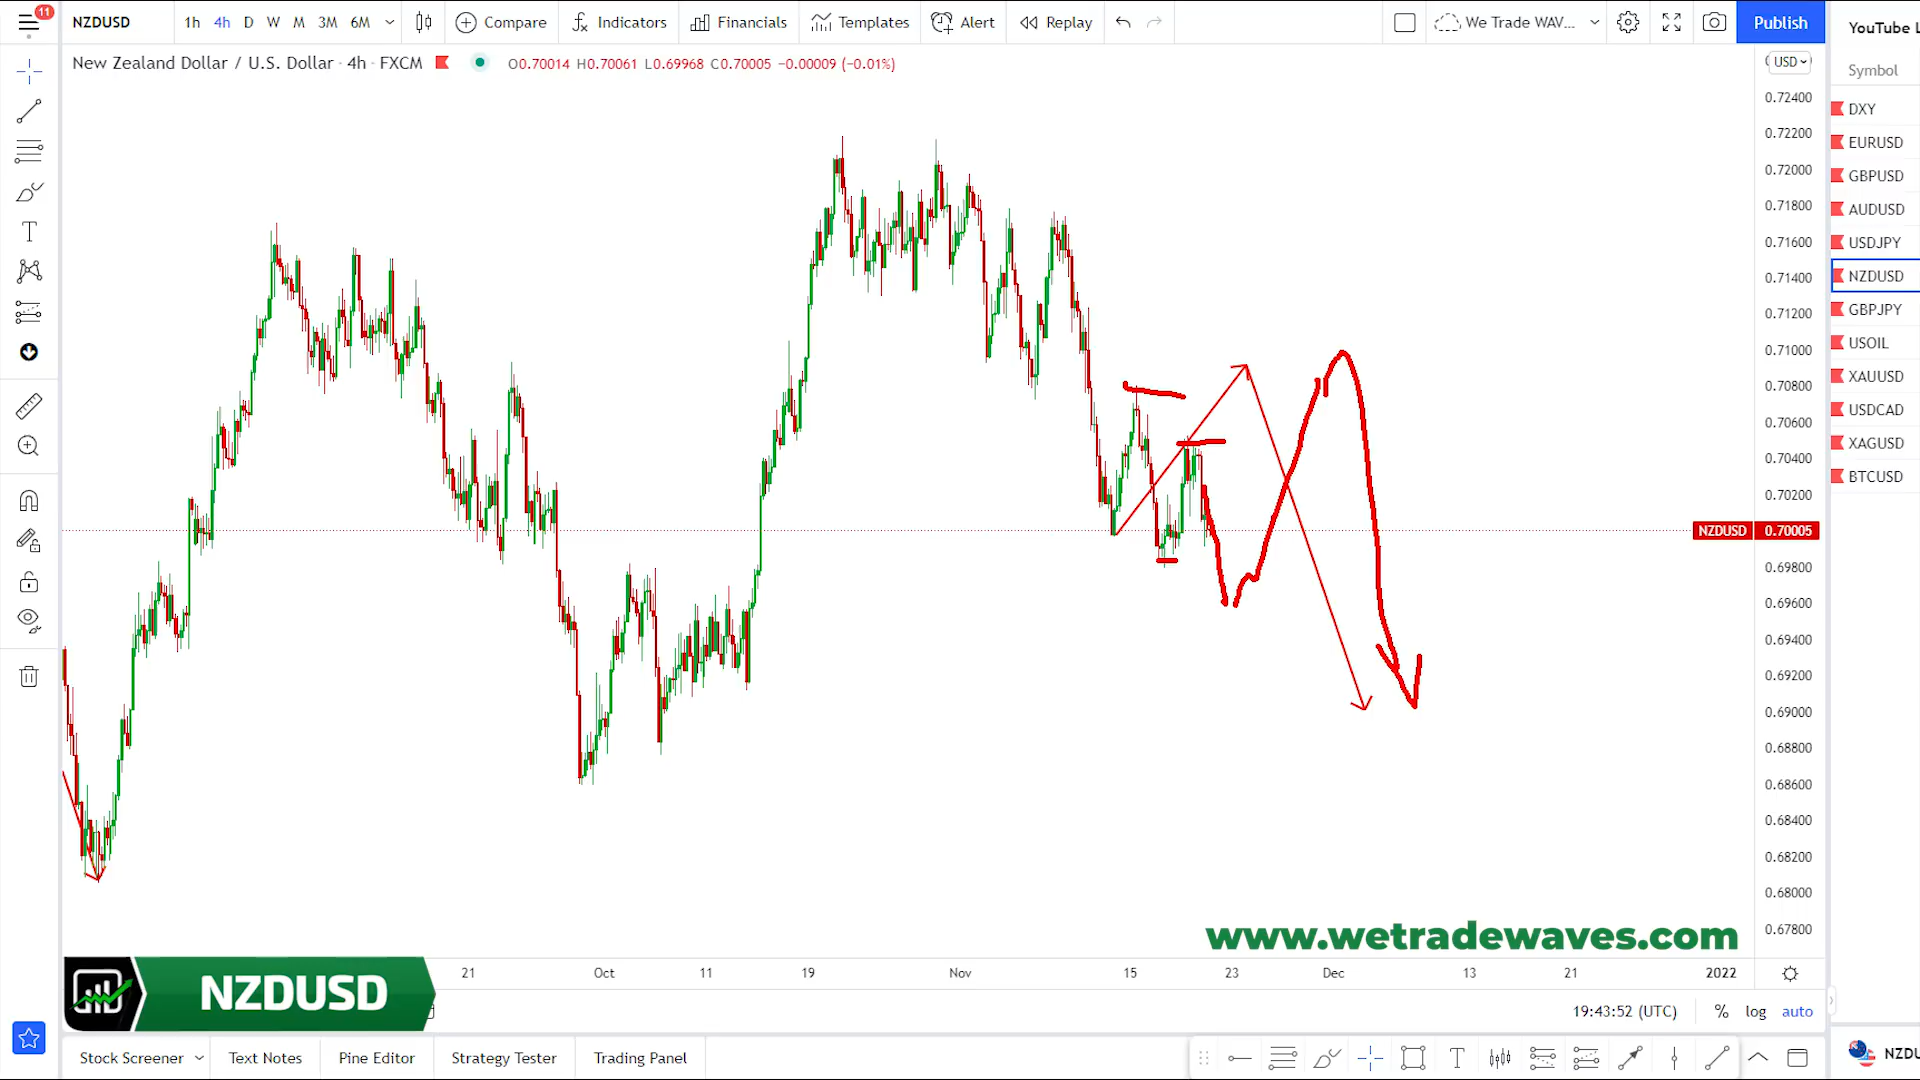 11
NZDUSD 1h 4h D W M 3M 6M Compare Indicators Financials Templates Alert Replay We Trade WAV... Publish
YouTube L
New Zealand Dollar / U.S. Dollar · 4h · FXCM O0.70014 H0.70061 L0.69968 C0.70005 −0.00009 (−0.01%)
USD
Symbol
0.72400
0.72200
0.72000
0.71800
0.71600
0.71400
0.71200
0.71000
0.70800
0.70600
0.70400
0.70200
NZDUSD 0.70005
0.69800
0.69600
0.69400
0.69200
0.69000
0.68800
0.68600
0.68400
0.68200
0.68000
0.67800
DXY
EURUSD
GBPUSD
AUDUSD
USDJPY
NZDUSD
GBPJPY
USOIL
XAUUSD
USDCAD
XAGUSD
BTCUSD
www.wetradewaves.com
21 Oct 11 19 Nov 15 23 Dec 13 21 2022
NZDUSD
19:43:52 (UTC) % log auto
Stock Screener Text Notes Pine Editor Strategy Tester Trading Panel
NZDU